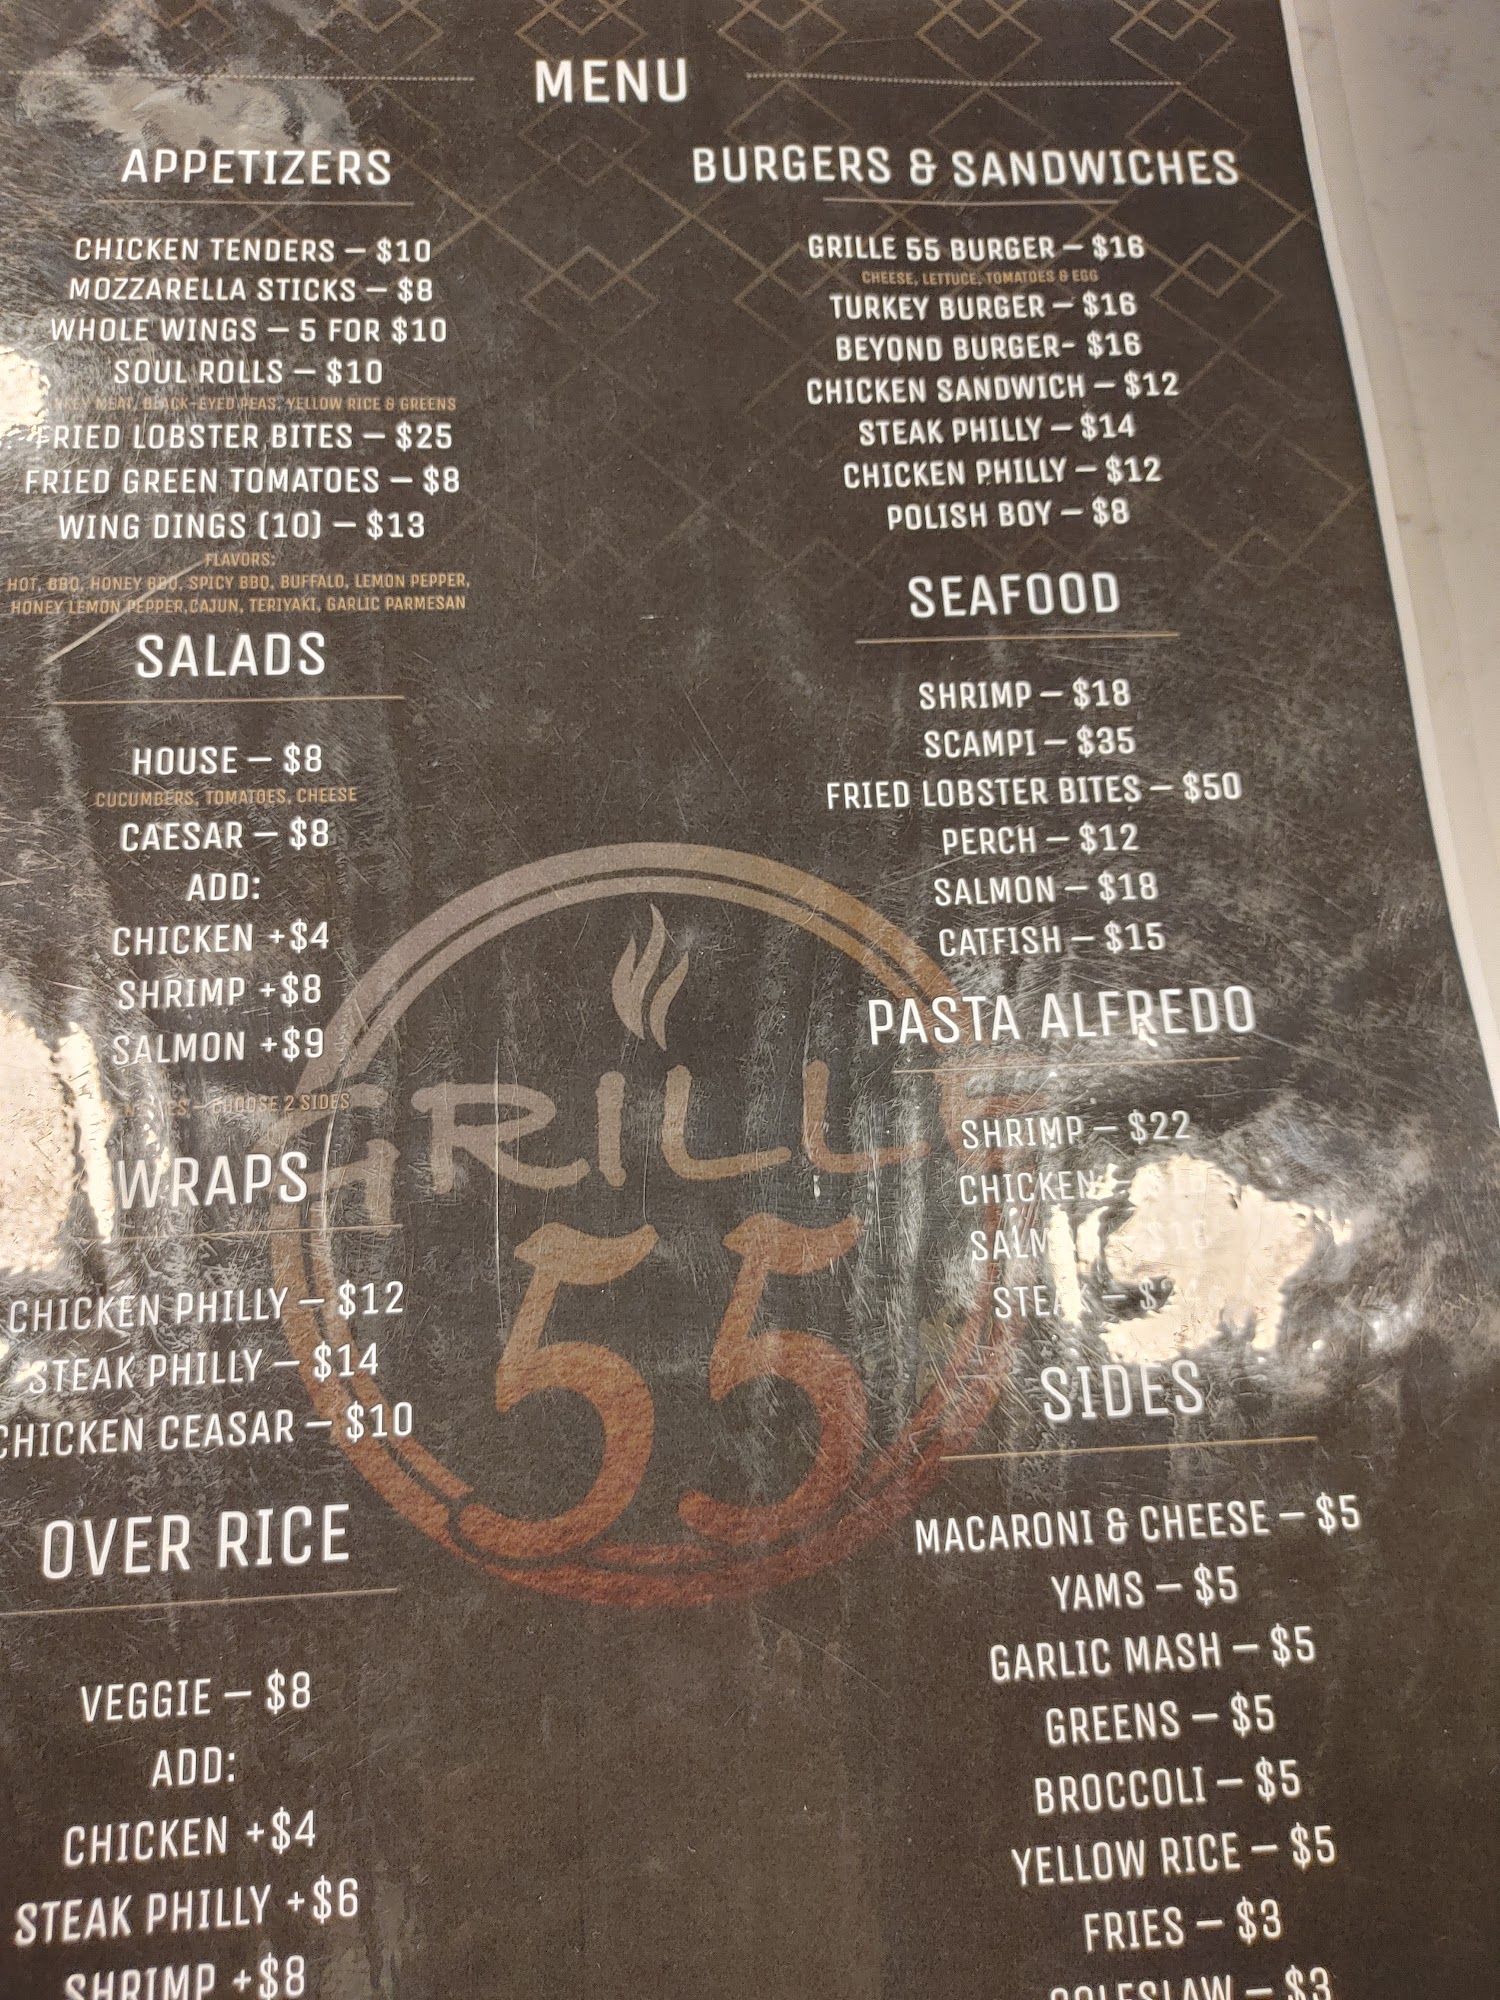 MENU
APPETIZERS
CHICKEN TENDERS — $10
MOZZARELLA STICKS — $8
WHOLE WINGS — 5 FOR $10
SOUL ROLLS — $10
MEAT, BLACK-EYED PEAS, YELLOW RICE & GREENS
FRIED LOBSTER BITES — $25
FRIED GREEN TOMATOES — $8
WING DINGS (10) — $13
FLAVORS:
HOT, BBQ, HONEY BBQ, SPICY BBQ, BUFFALO, LEMON PEPPER,
HONEY LEMON PEPPER, CAJUN, TERIYAKI, GARLIC PARMESAN
SALADS
HOUSE — $8
CUCUMBERS, TOMATOES, CHEESE
CAESAR — $8
ADD:
CHICKEN +$4
SHRIMP +$8
SALMON +$9
CHOOSE 2 SIDES
WRAPS
CHICKEN PHILLY — $12
STEAK PHILLY — $14
CHICKEN CEASAR — $10
OVER RICE
VEGGIE — $8
ADD:
CHICKEN +$4
STEAK PHILLY +$6
SHRIMP +$8
BURGERS & SANDWICHES
GRILLE 55 BURGER — $16
CHEESE, LETTUCE, TOMATOES & EGG
TURKEY BURGER — $16
BEYOND BURGER- $16
CHICKEN SANDWICH — $12
STEAK PHILLY — $14
CHICKEN PHILLY — $12
POLISH BOY — $8
SEAFOOD
SHRIMP — $18
SCAMPI — $35
FRIED LOBSTER BITES — $50
PERCH — $12
SALMON — $18
CATFISH — $15
PASTA ALFREDO
SHRIMP — $22
CHICKEN —
STEAK —
SIDES
MACARONI & CHEESE — $5
YAMS — $5
GARLIC MASH — $5
GREENS — $5
BROCCOLI — $5
YELLOW RICE — $5
FRIES — $3
COLESLAW — $3
GRILLE
55